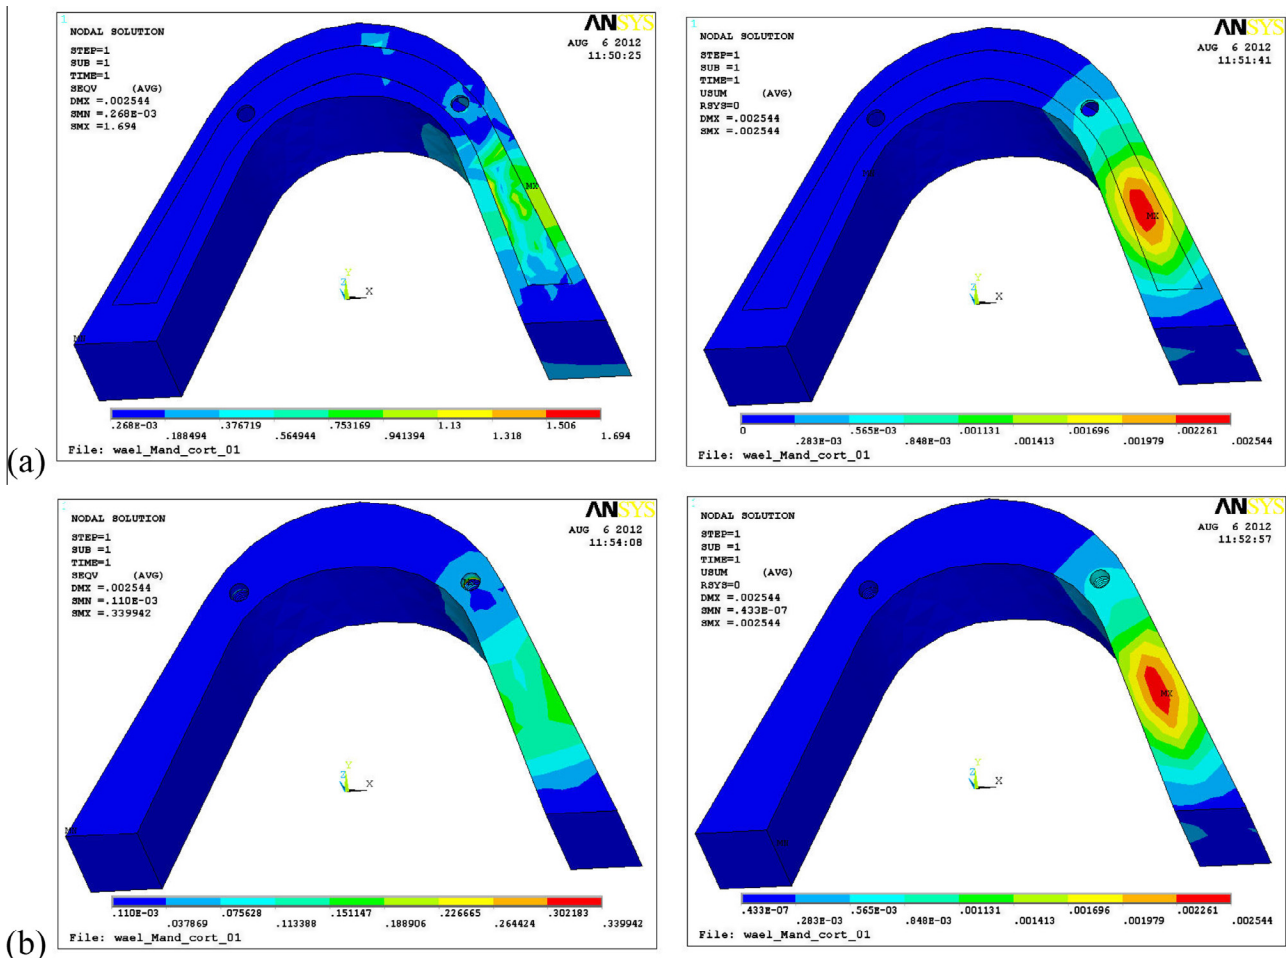 1
ANSYS
NODAL SOLUTION
AUG 6 2012
11:50:25
STEP=1
SUB =1
TIME=1
SEQV (AVG)
DMX =.002544
SMN =.268E-03
SMX =1.694
MX
Y
Z
X
.268E-03
.376719
.753169
1.13
1.506
.188494
.564944
.941394
1.318
1.694
File: wael_Mand_cort_01
1
ANSYS
NODAL SOLUTION
AUG 6 2012
11:51:41
STEP=1
SUB =1
TIME=1
USUM (AVG)
RSYS=0
DMX =.002544
SMX =.002544
MX
Y
Z
X
0
.565E-03
.001131
.001696
.002261
.283E-03
.848E-03
.001413
.001979
.002544
File: wael_Mand_cort_01
(a)
ANSYS
NODAL SOLUTION
AUG 6 2012
11:54:08
STEP=1
SUB =1
TIME=1
SEQV (AVG)
DMX =.002544
SMN =.110E-03
SMX =.339942
Y
Z
X
.110E-03
.075628
.151147
.226665
.302183
.037869
.113388
.188906
.264424
.339942
File: wael_Mand_cort_01
ANSYS
NODAL SOLUTION
AUG 6 2012
11:52:57
STEP=1
SUB =1
TIME=1
USUM (AVG)
RSYS=0
DMX =.002544
SMN =.433E-07
SMX =.002544
MX
Y
Z
X
.433E-07
.565E-03
.001131
.001696
.002261
.283E-03
.848E-03
.001413
.001979
.002544
File: wael_Mand_cort_01
(b)